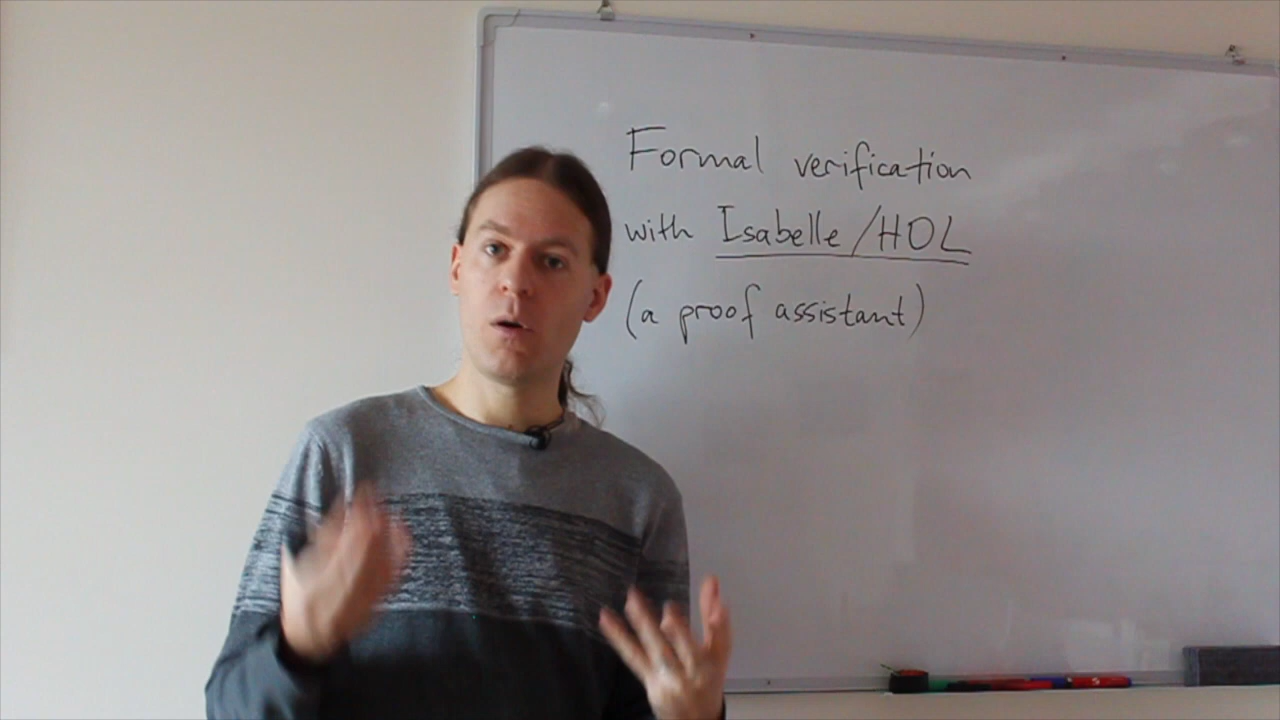 Formal verification
with Isabelle/HOL
(a proof assistant)